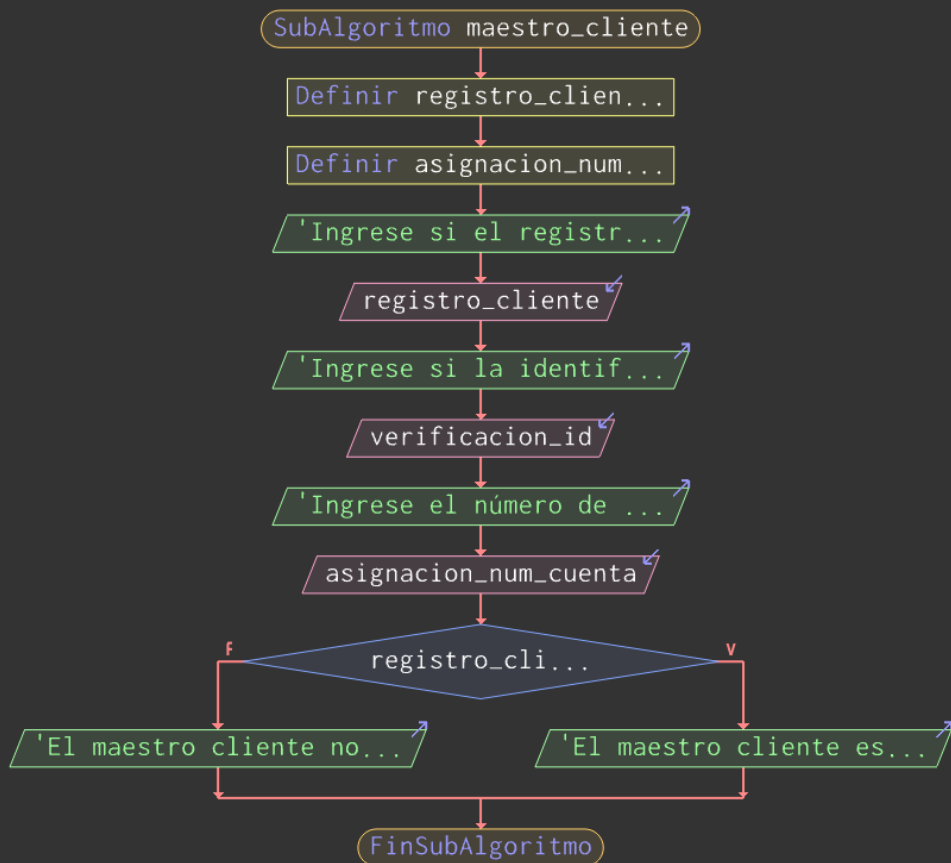 SubAlgoritmo maestro_cliente
Definir registro_clien...
Definir asignacion_num...
'Ingrese si el registr...
registro_cliente
'Ingrese si la identif...
verificacion_id
'Ingrese el número de ...
asignacion_num_cuenta
registro_cli...
F
V
'El maestro cliente no...
'El maestro cliente es...
FinSubAlgoritmo